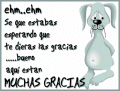 ehm..ehm
Se que estabas
esperando que
te dieras las gracias
.....bueno
aqui estan
MUCHAS GRACIAS